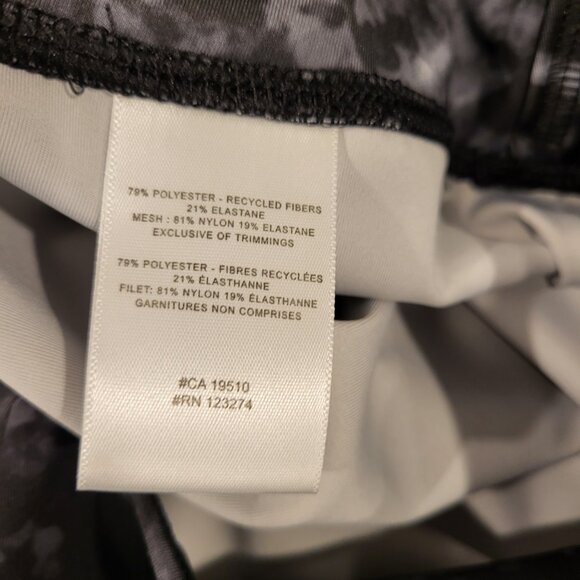 79% POLYESTER - RECYCLED FIBERS
21% ELASTANE
MESH : 81% NYLON 19% ELASTANE
EXCLUSIVE OF TRIMMINGS
79% POLYESTER - FIBRES RECYCLÉES
21% ÉLASTHANNE
FILET: 81% NYLON 19% ÉLASTHANNE
GARNITURES NON COMPRISES
#CA 19510
#RN 123274